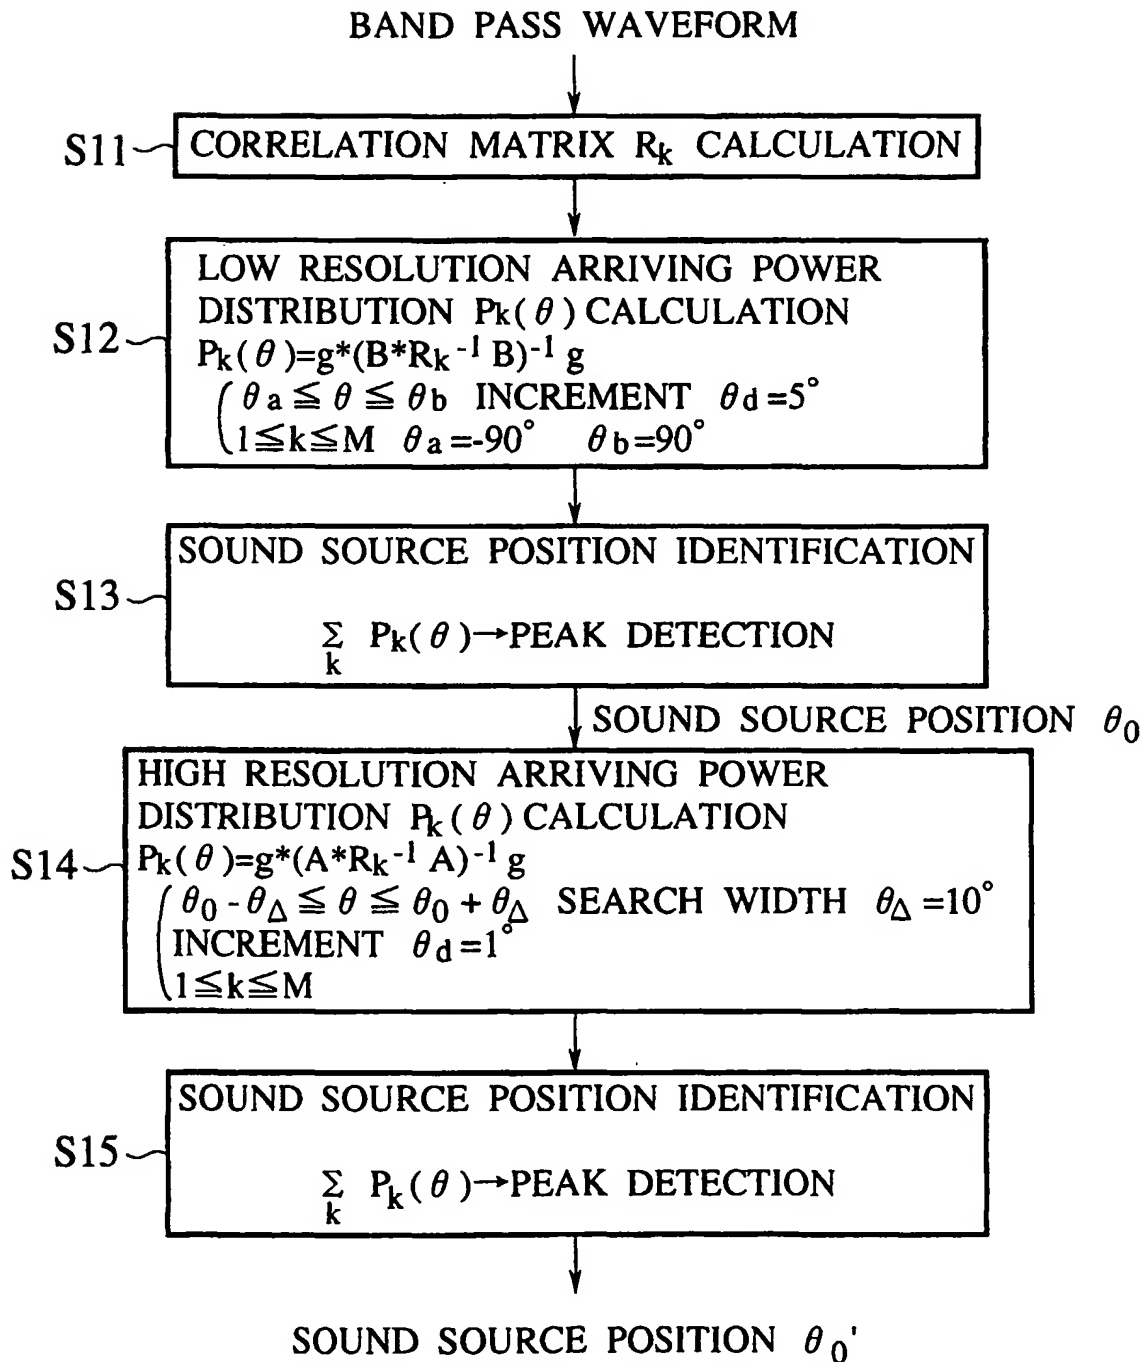 BAND PASS WAVEFORM
S11
CORRELATION MATRIX Rk CALCULATION
S12
LOW RESOLUTION ARRIVING POWER
DISTRIBUTION Pk(θ) CALCULATION
Pk(θ)=g*(B*Rk⁻¹ B)⁻¹ g
θa ≦ θ ≦ θb INCREMENT θd=5°
1≦k≦M θa=-90° θb=90°
S13
SOUND SOURCE POSITION IDENTIFICATION
Σ Pk(θ)→PEAK DETECTION
k
SOUND SOURCE POSITION θ₀
S14
HIGH RESOLUTION ARRIVING POWER
DISTRIBUTION Pk(θ) CALCULATION
Pk(θ)=g*(A*Rk⁻¹ A)⁻¹ g
θ₀ - θΔ ≦ θ ≦ θ₀ + θΔ SEARCH WIDTH θΔ=10°
INCREMENT θd=1°
1≦k≦M
S15
SOUND SOURCE POSITION IDENTIFICATION
Σ Pk(θ)→PEAK DETECTION
k
SOUND SOURCE POSITION θ₀'